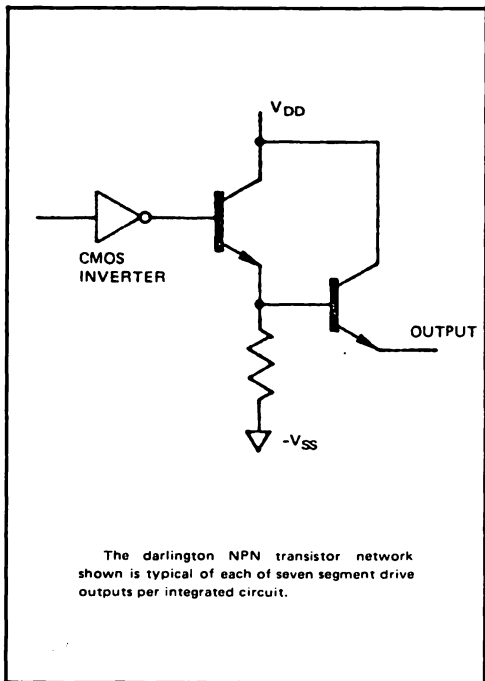 VDD
CMOS
INVERTER
OUTPUT
-VSS
The darlington NPN transistor network
shown is typical of each of seven segment drive
outputs per integrated circuit.